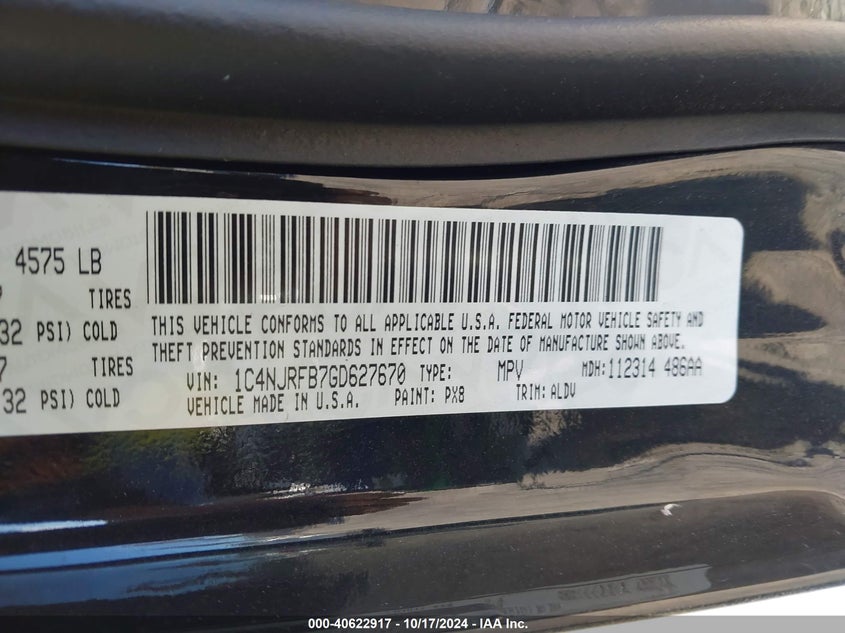 4575 LB
TIRES
32 PSI) COLD
7 TIRES
32 PSI) COLD
THIS VEHICLE CONFORMS TO ALL APPLICABLE U.S.A. FEDERAL MOTOR VEHICLE SAFETY AND
THEFT PREVENTION STANDARDS IN EFFECT ON THE DATE OF MANUFACTURE SHOWN ABOVE.
VIN: 1C4NJRFB7GD627670 TYPE: MPV MDH:112314 486AA
VEHICLE MADE IN U.S.A. PAINT: PX8 TRIM: ALDV
000-40622917 - 10/17/2024 - IAA Inc.